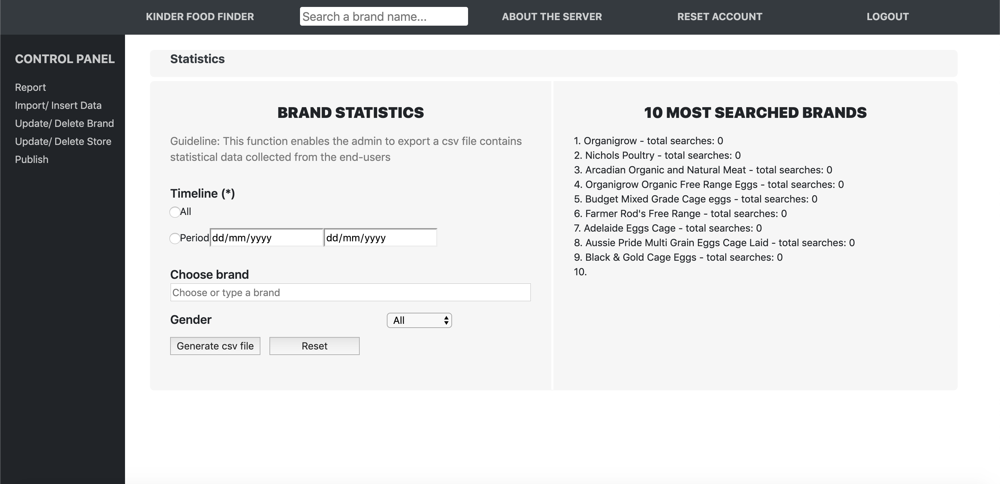 KINDER FOOD FINDER
Search a brand name...
ABOUT THE SERVER
RESET ACCOUNT
LOGOUT
CONTROL PANEL
Report
Import/ Insert Data
Update/ Delete Brand
Update/ Delete Store
Publish
Statistics
BRAND STATISTICS
Guideline: This function enables the admin to export a csv file contains
statistical data collected from the end-users
Timeline (*)
All
Period dd/mm/yyyy dd/mm/yyyy
Choose brand
Choose or type a brand
Gender All
Generate csv file Reset
10 MOST SEARCHED BRANDS
1. Organigrow - total searches: 0
2. Nichols Poultry - total searches: 0
3. Arcadian Organic and Natural Meat - total searches: 0
4. Organigrow Organic Free Range Eggs - total searches: 0
5. Budget Mixed Grade Cage eggs - total searches: 0
6. Farmer Rod's Free Range - total searches: 0
7. Adelaide Eggs Cage - total searches: 0
8. Aussie Pride Multi Grain Eggs Cage Laid - total searches: 0
9. Black & Gold Cage Eggs - total searches: 0
10.